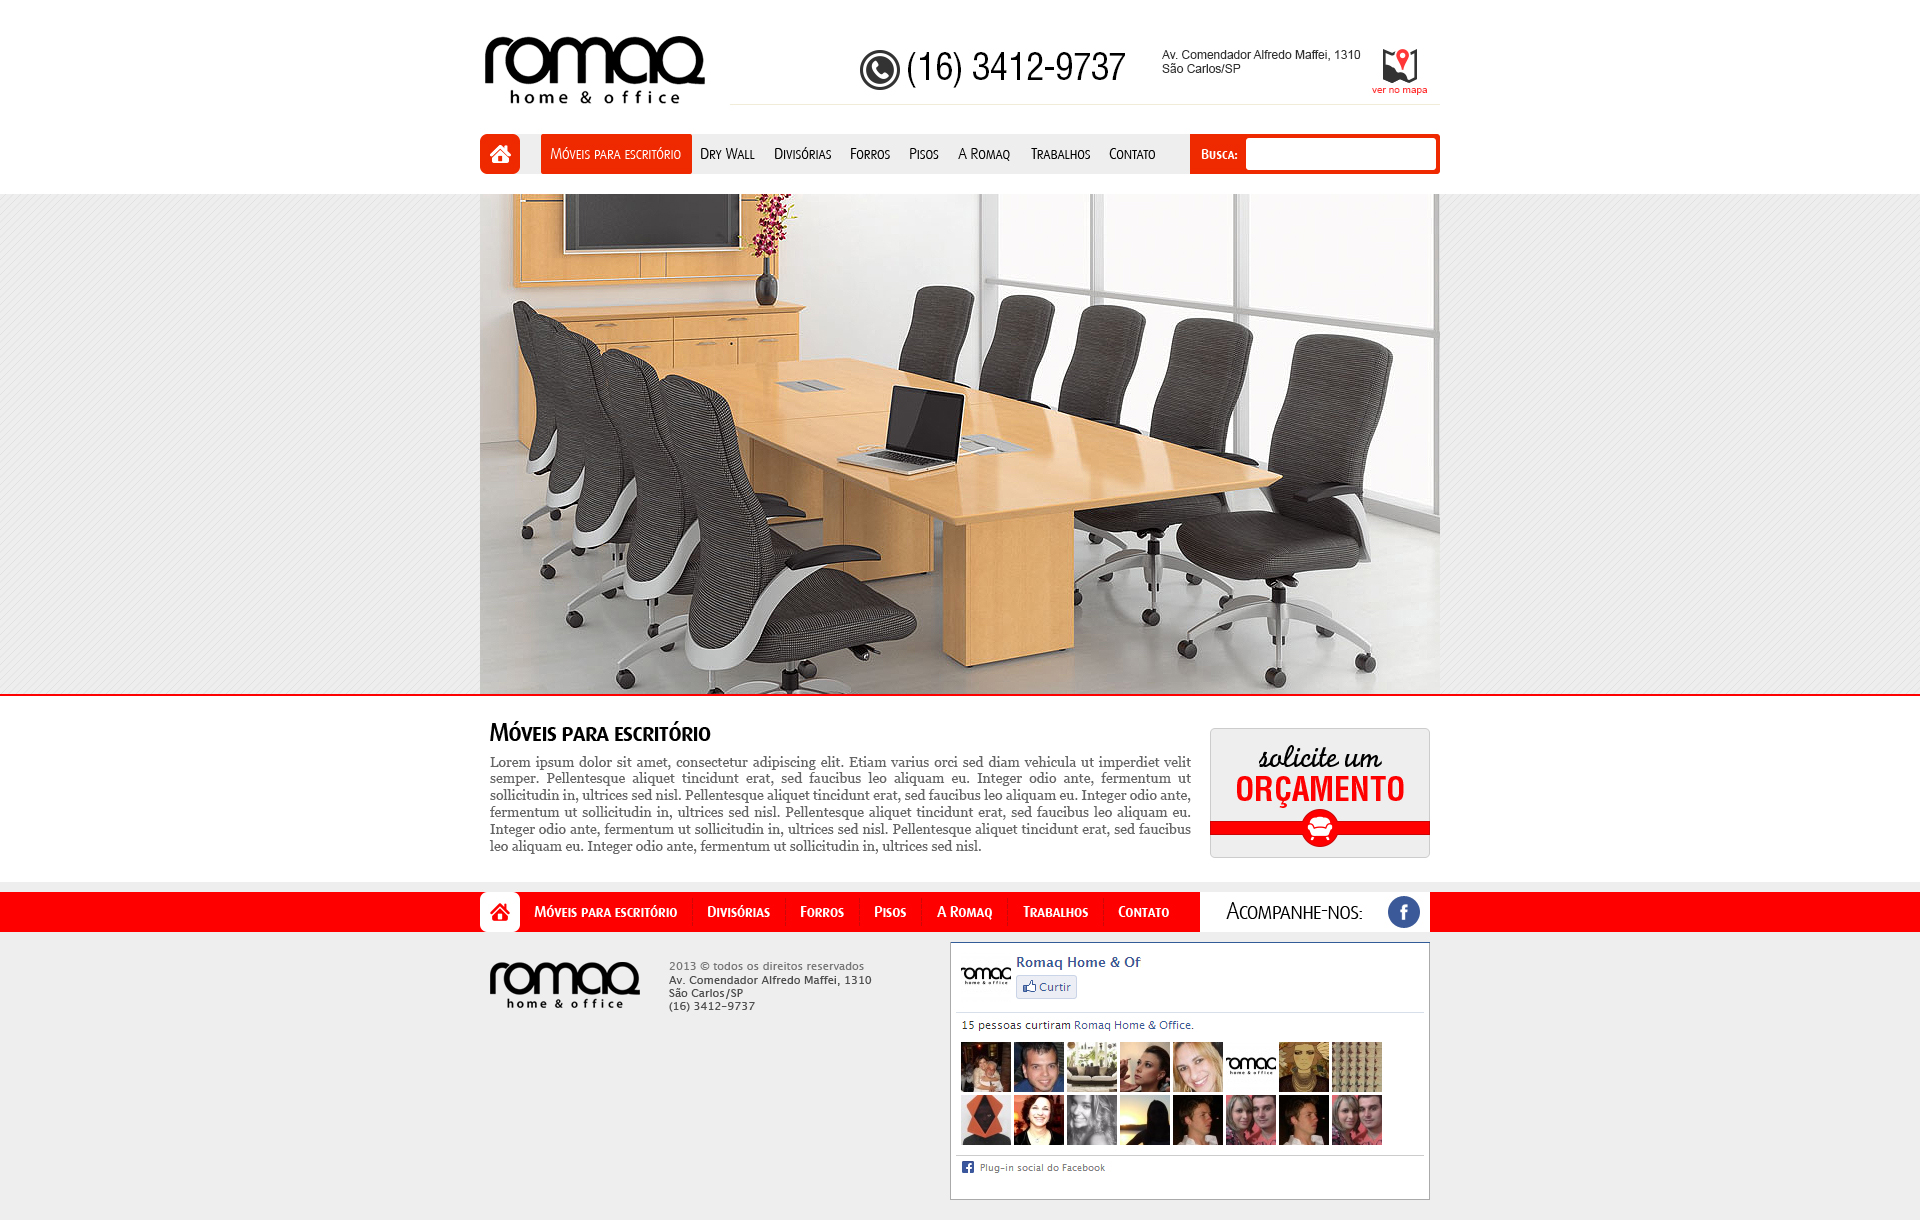 romaq
home & office
(16) 3412-9737
Av. Comendador Alfredo Maffei, 1310
São Carlos/SP
ver no mapa
Móveis para escritório Dry Wall Divisórias Forros Pisos A Romaq Trabalhos Contato Busca:
Móveis para escritório
Lorem ipsum dolor sit amet, consectetur adipiscing elit. Etiam varius orci sed diam vehicula ut imperdiet velit
semper. Pellentesque aliquet tincidunt erat, sed faucibus leo aliquam eu. Integer odio ante, fermentum ut
sollicitudin in, ultrices sed nisl. Pellentesque aliquet tincidunt erat, sed faucibus leo aliquam eu. Integer odio ante,
fermentum ut sollicitudin in, ultrices sed nisl. Pellentesque aliquet tincidunt erat, sed faucibus leo aliquam eu.
Integer odio ante, fermentum ut sollicitudin in, ultrices sed nisl. Pellentesque aliquet tincidunt erat, sed faucibus
leo aliquam eu. Integer odio ante, fermentum ut sollicitudin in, ultrices sed nisl.
solicite um
ORÇAMENTO
Móveis para escritório Divisórias Forros Pisos A Romaq Trabalhos Contato Acompanhe-nos:
romaq
home & office
2013 © todos os direitos reservados
Av. Comendador Alfredo Maffei, 1310
São Carlos/SP
(16) 3412-9737
romac
home & office
Romaq Home & Of
Curtir
15 pessoas curtiram Romaq Home & Office.
romac
home & office
Plug-in social do Facebook